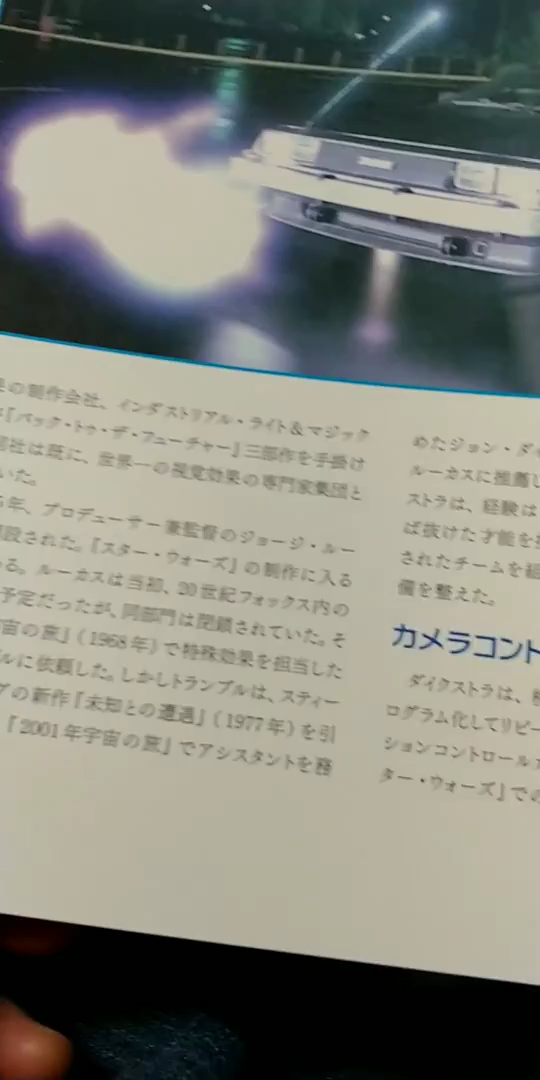 の制作会社、インダストリアル・ライト&マジック
『バック・トゥ・ザ・フューチャー』三部作を手掛け
社は既に、世界一の視覚効果の専門家集団と
いた。
年、プロデューサー兼監督のジョージ・ルー
設された。『スター・ウォーズ』の制作に入る
る。ルーカスは当初、20世紀フォックス内の
予定だったが、同部門は閉鎖されていた。そ
宙の旅』(1968年)で特殊効果を担当した
ルに依頼した。しかしトランブルは、スティー
グの新作『未知との遭遇』(1977年)を引
『2001年宇宙の旅』でアシスタントを務
めたジョン・ダイ
ルーカスに推薦し
ストラは、経験は
ば抜けた才能を
されたチームを組
備を整えた。
カメラコント
ダイクストラは、
ログラム化してリピー
ションコントロール
ター・ウォーズ』での